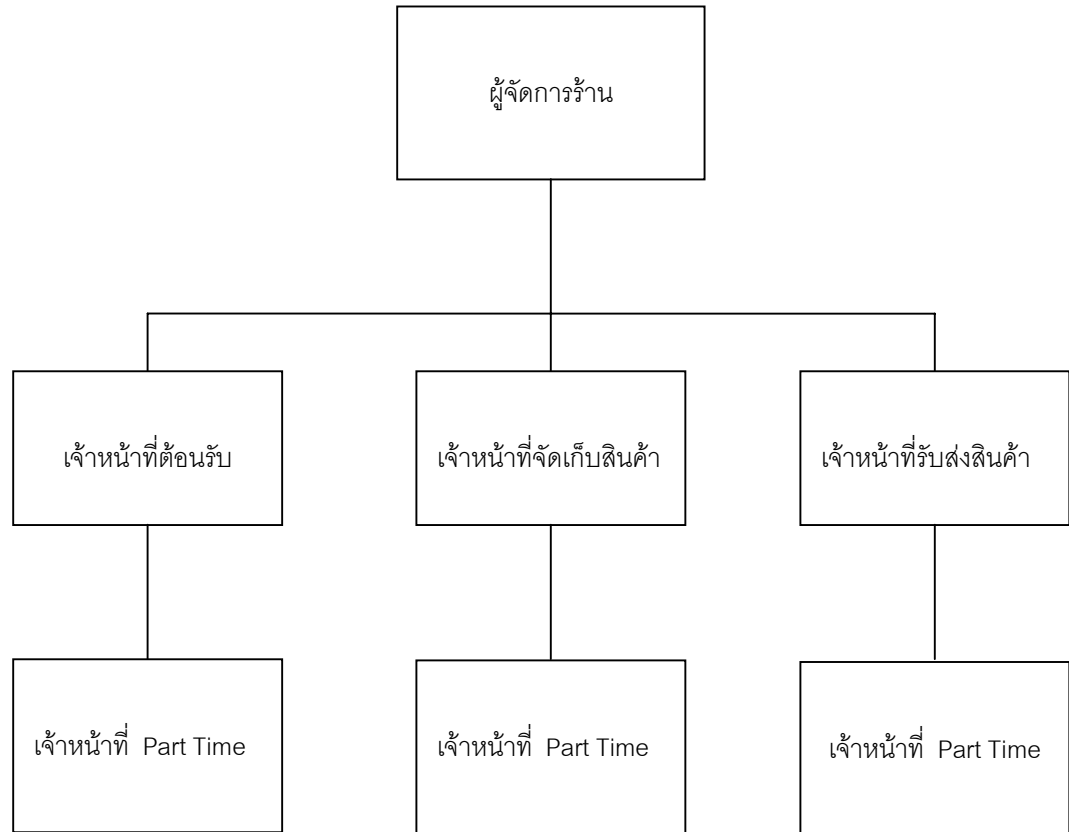 ผู้จัดการร้าน
เจ้าหน้าที่ต้อนรับ
เจ้าหน้าที่จัดเก็บสินค้า
เจ้าหน้าที่รับส่งสินค้า
เจ้าหน้าที่ Part Time
เจ้าหน้าที่ Part Time
เจ้าหน้าที่ Part Time